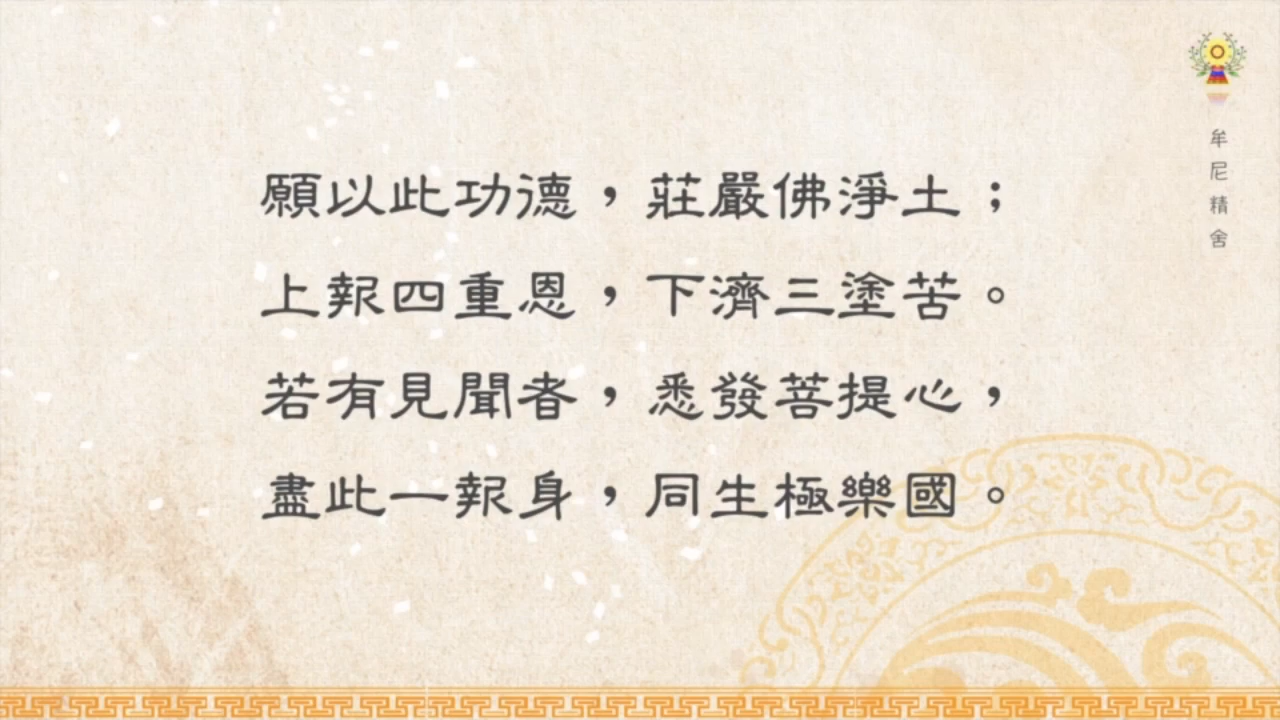 願以此功德，莊嚴佛淨土；
上報四重恩，下濟三塗苦。
若有見聞者，悉發菩提心，
盡此一報身，同生極樂國。
牟尼精舍